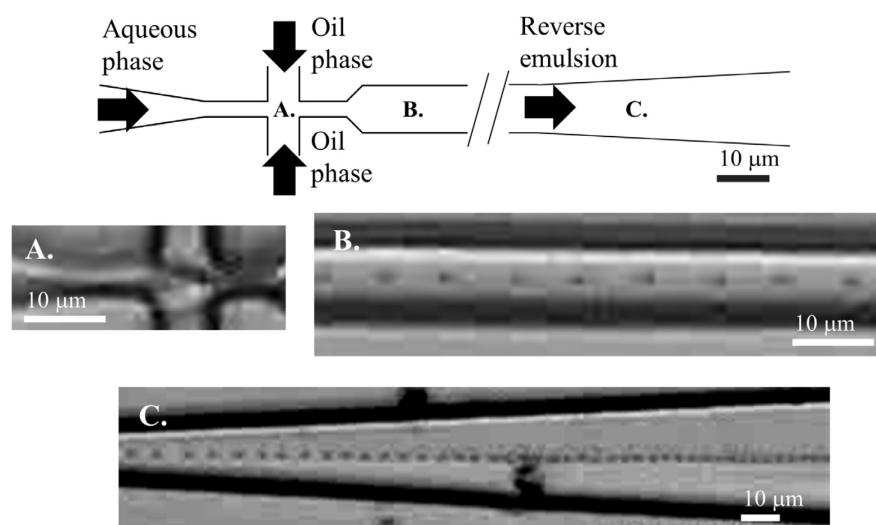 Aqueous
phase
Oil
phase
Reverse
emulsion
A.
B.
C.
Oil
phase
10 μm
A.
10 μm
B.
10 μm
C.
10 μm